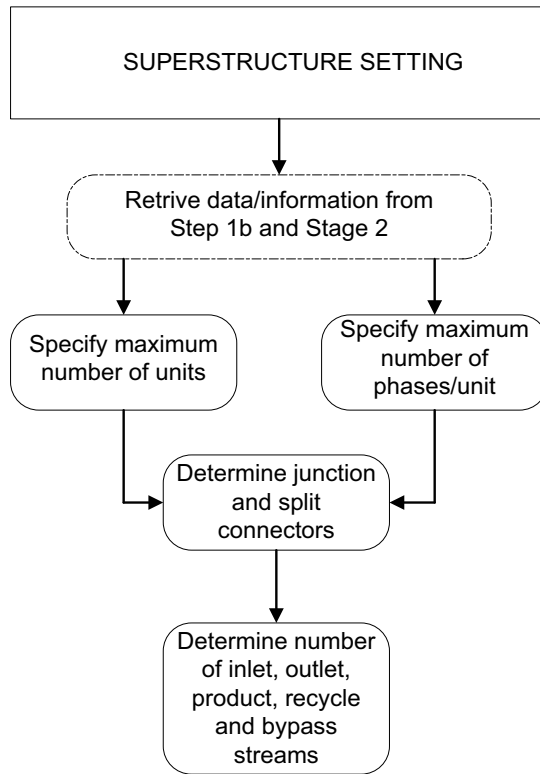 SUPERSTRUCTURE SETTING
Retrive data/information from
Step 1b and Stage 2
Specify maximum
number of units
Specify maximum
number of
phases/unit
Determine junction
and split
connectors
Determine number
of inlet, outlet,
product, recycle
and bypass
streams